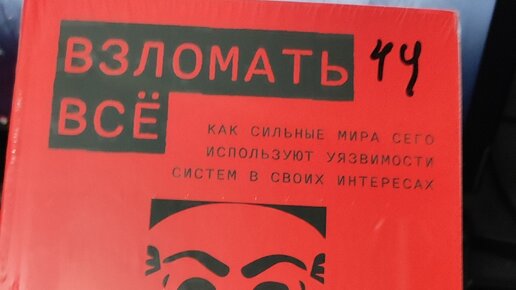 ВЗЛОМАТЬ
ВСЁ
44
КАК СИЛЬНЫЕ МИРА СЕГО
ИСПОЛЬЗУЮТ УЯЗВИМОСТИ
СИСТЕМ В СВОИХ ИНТЕРЕСАХ